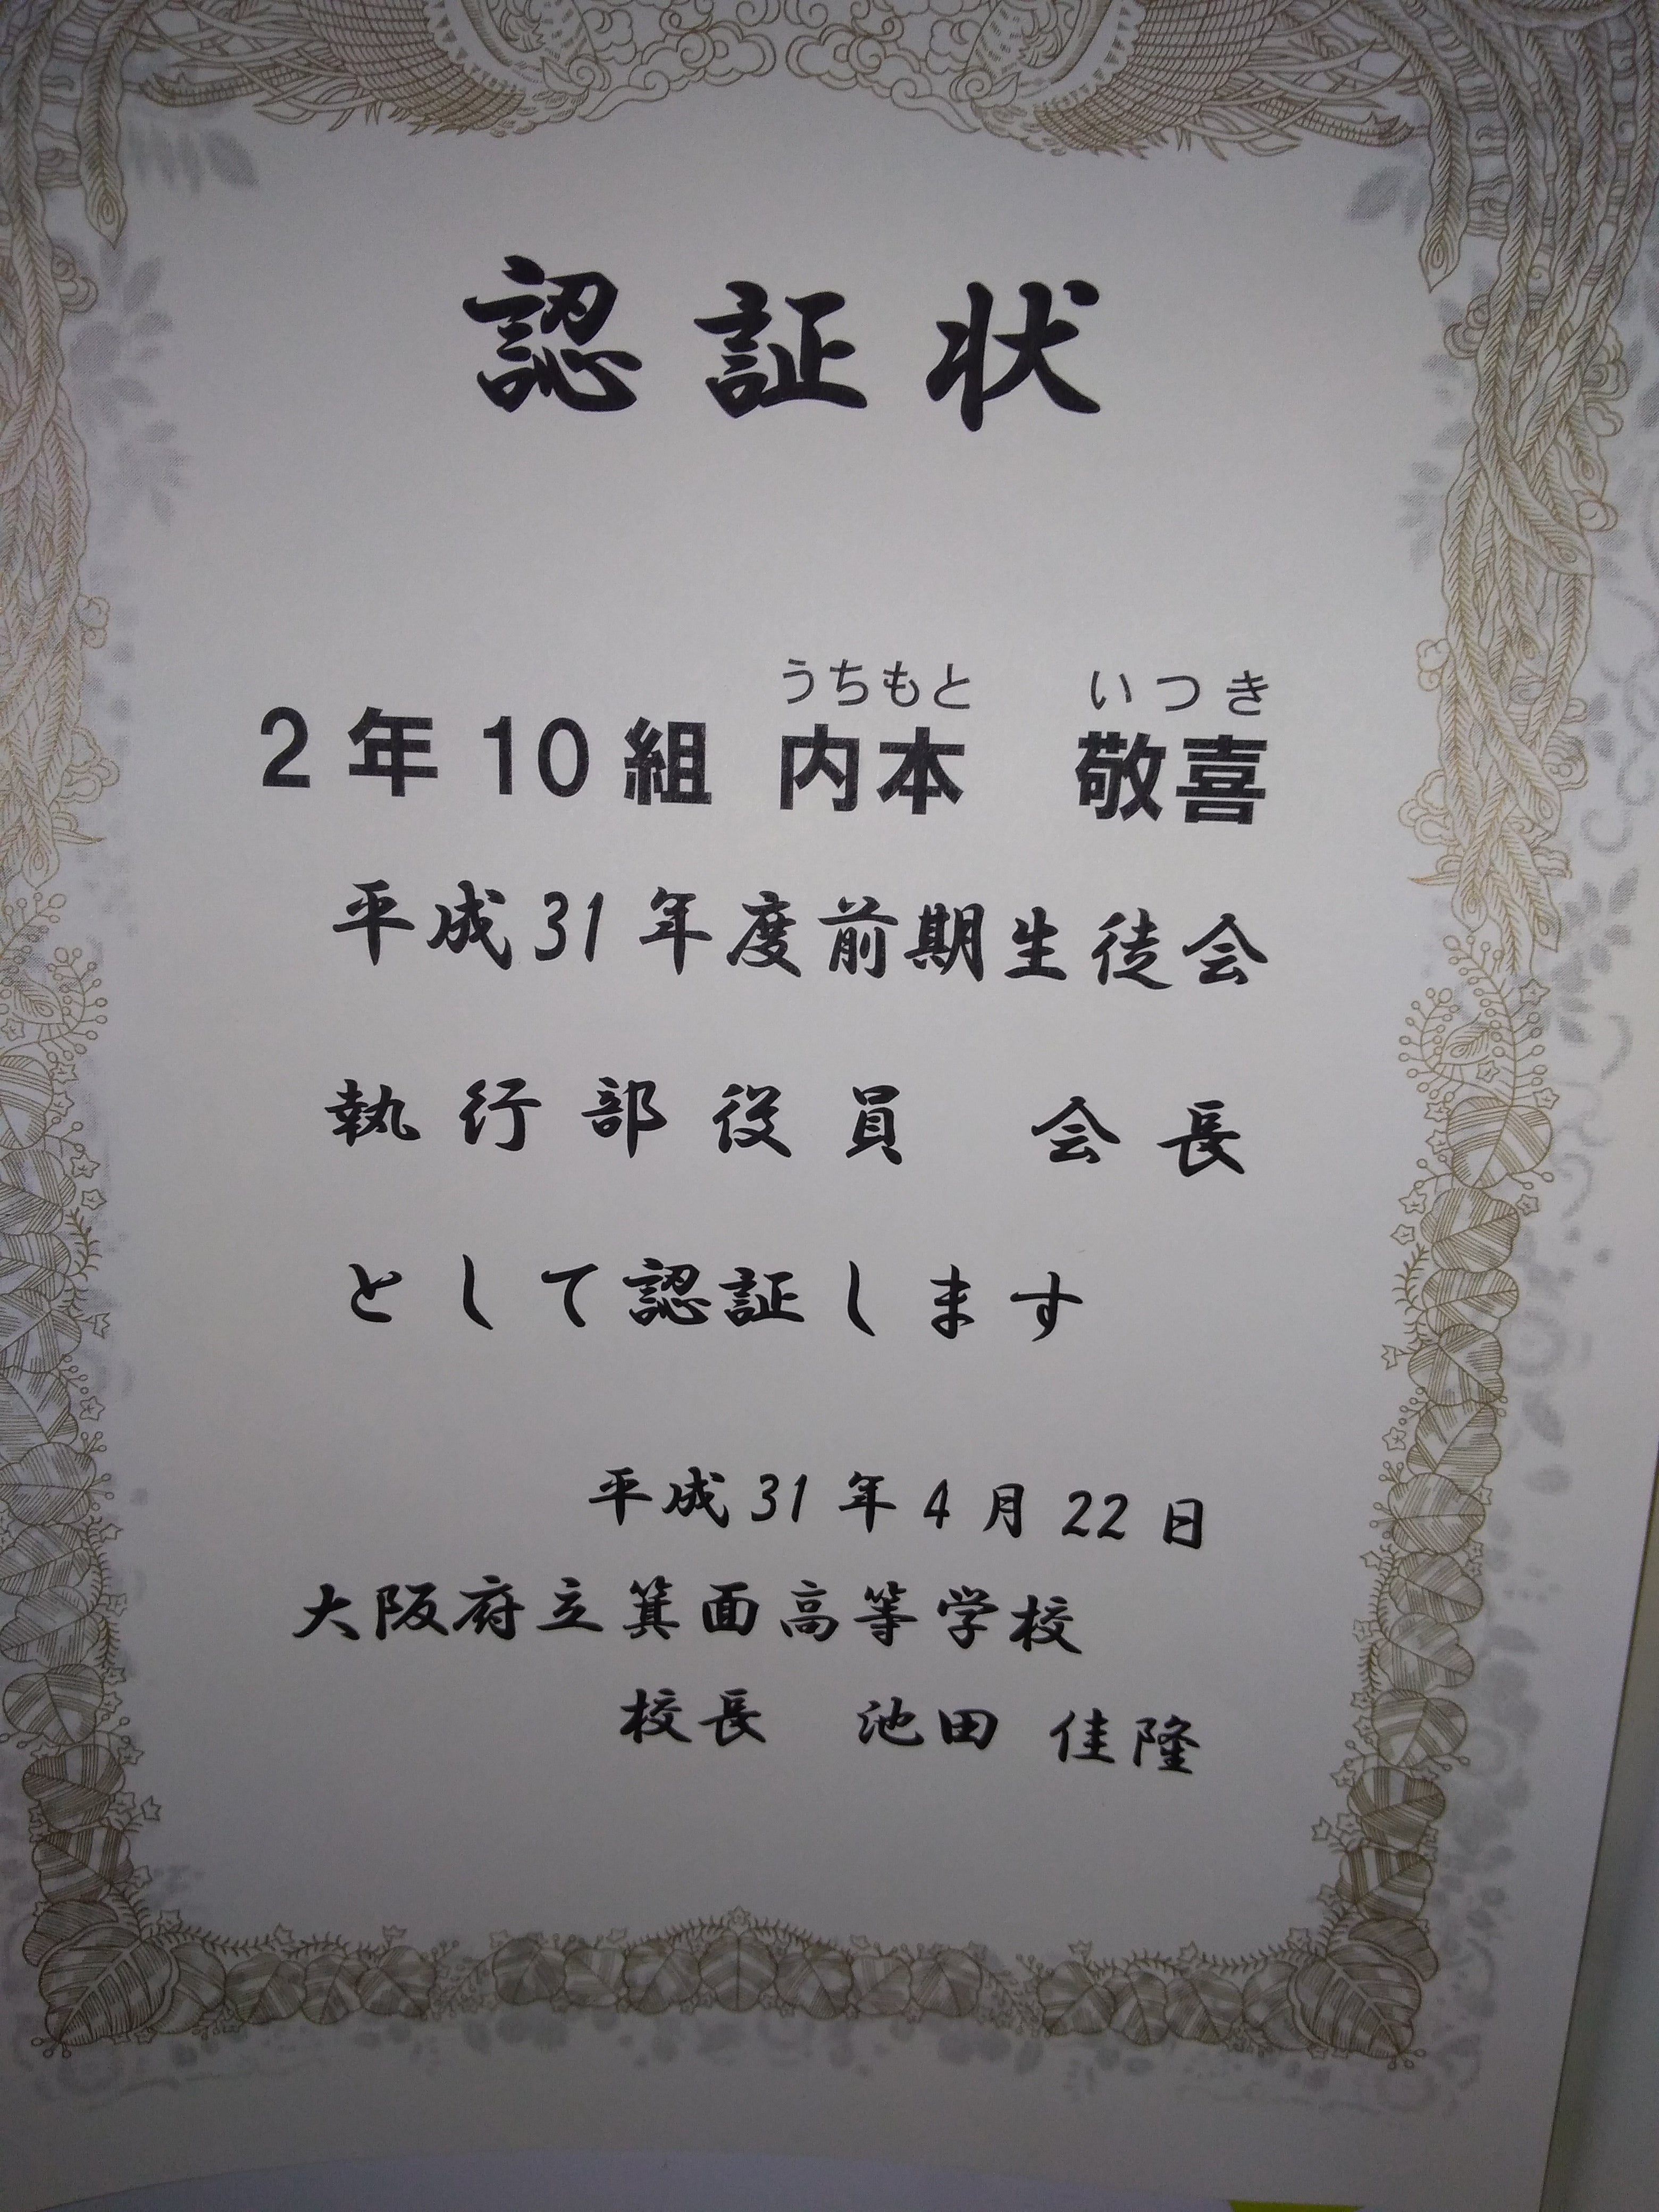 認証状
うちもと いつき
2年10組 内本 敬喜
平成31年度前期生徒会
執行部役員 会長
として認証します
平成31年4月22日
大阪府立箕面高等学校
校長 池田 佳隆